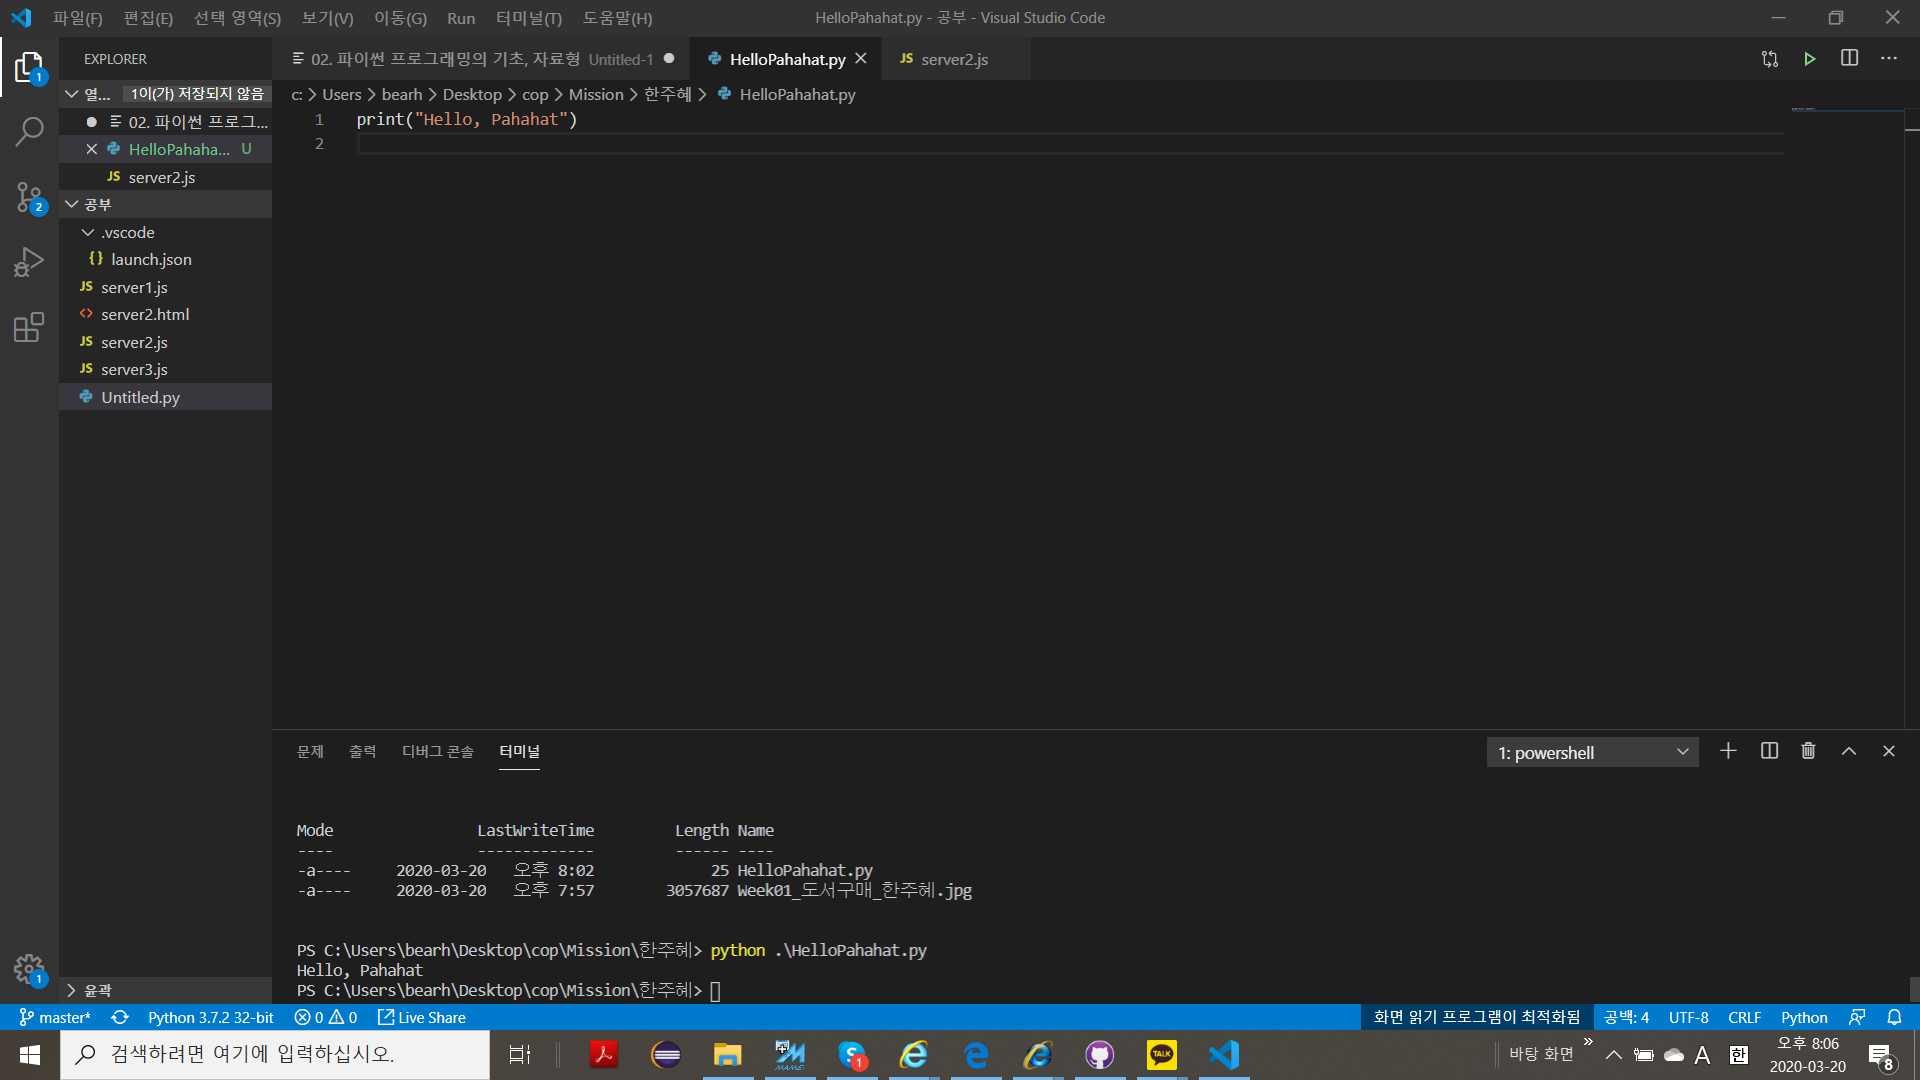 파일(F) 편집(E) 선택 영역(S) 보기(V) 이동(G) Run 터미널(T) 도움말(H)
HelloPahahat.py - 공부 - Visual Studio Code
EXPLORER
02. 파이썬 프로그래밍의 기초, 자료형 Untitled-1
HelloPahahat.py
JS server2.js
열... 1이(가) 저장되지 않음
02. 파이썬 프로그...
HelloPahaha... U
JS server2.js
공부
.vscode
{} launch.json
JS server1.js
<> server2.html
JS server2.js
JS server3.js
Untitled.py
윤곽
c: > Users > bearh > Desktop > cop > Mission > 한주혜 > HelloPahahat.py
1 print("Hello, Pahahat")
2
문제 출력 디버그 콘솔 터미널
1: powershell
Mode LastWriteTime Length Name
---- ------------- ------ ----
-a---- 2020-03-20 오후 8:02 25 HelloPahahat.py
-a---- 2020-03-20 오후 7:57 3057687 Week01_도서구매_한주혜.jpg
PS C:\Users\bearh\Desktop\cop\Mission\한주혜> python .\HelloPahahat.py
Hello, Pahahat
PS C:\Users\bearh\Desktop\cop\Mission\한주혜>
master* Python 3.7.2 32-bit 0 0 Live Share
화면 읽기 프로그램이 최적화됨 공백: 4 UTF-8 CRLF Python
검색하려면 여기에 입력하십시오.
바탕 화면 » A 한
오후 8:06
2020-03-20
8
1
2
1
1
TALK